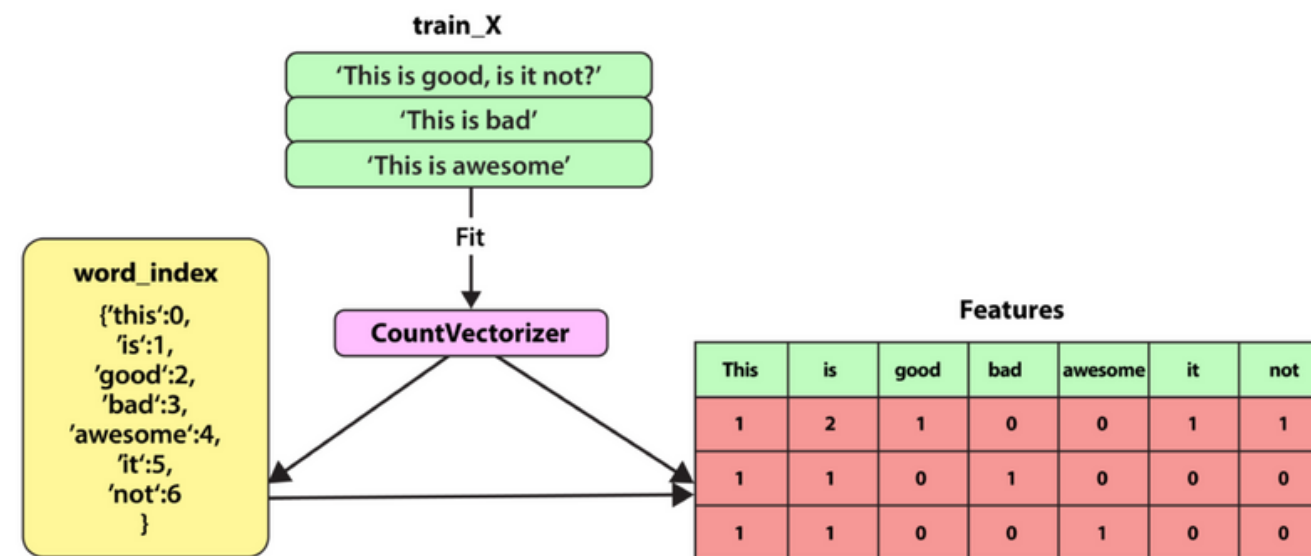 train_X
‘This is good, is it not?’
‘This is bad’
‘This is awesome’
Fit
word_index
{’this‘:0,
’is‘:1,
’good‘:2,
’bad‘:3,
’awesome‘:4,
’it‘:5,
’not‘:6
}
CountVectorizer
Features
This is good bad awesome it not
1 2 1 0 0 1 1
1 1 0 1 0 0 0
1 1 0 0 1 0 0